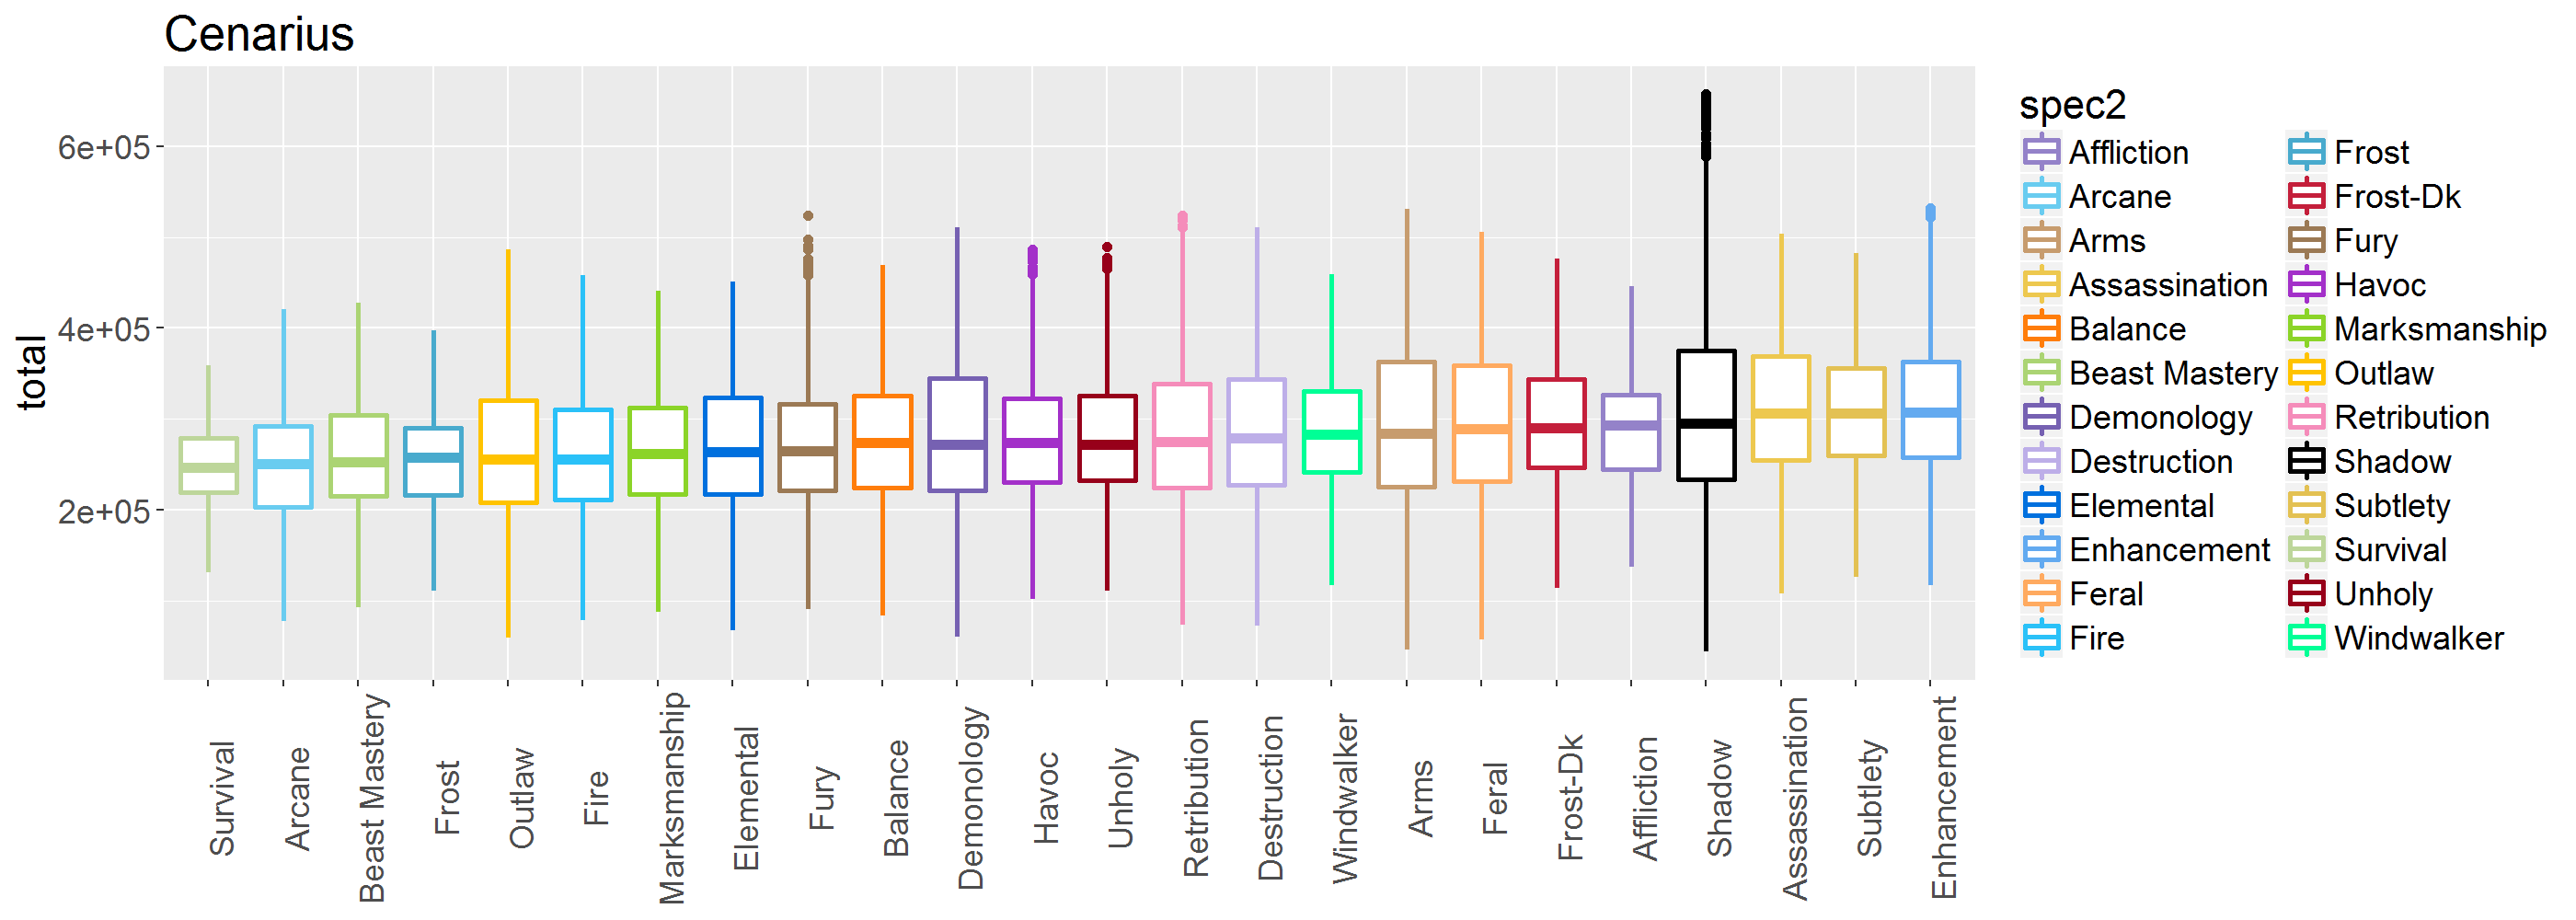 Cenarius
total
6e+05
4e+05
2e+05
Survival
Arcane
Beast Mastery
Frost
Outlaw
Fire
Marksmanship
Elemental
Fury
Balance
Demonology
Havoc
Unholy
Retribution
Destruction
Windwalker
Arms
Feral
Frost-Dk
Affliction
Shadow
Assassination
Subtlety
Enhancement
spec2
Affliction
Arcane
Arms
Assassination
Balance
Beast Mastery
Demonology
Destruction
Elemental
Enhancement
Feral
Fire
Frost
Frost-Dk
Fury
Havoc
Marksmanship
Outlaw
Retribution
Shadow
Subtlety
Survival
Unholy
Windwalker